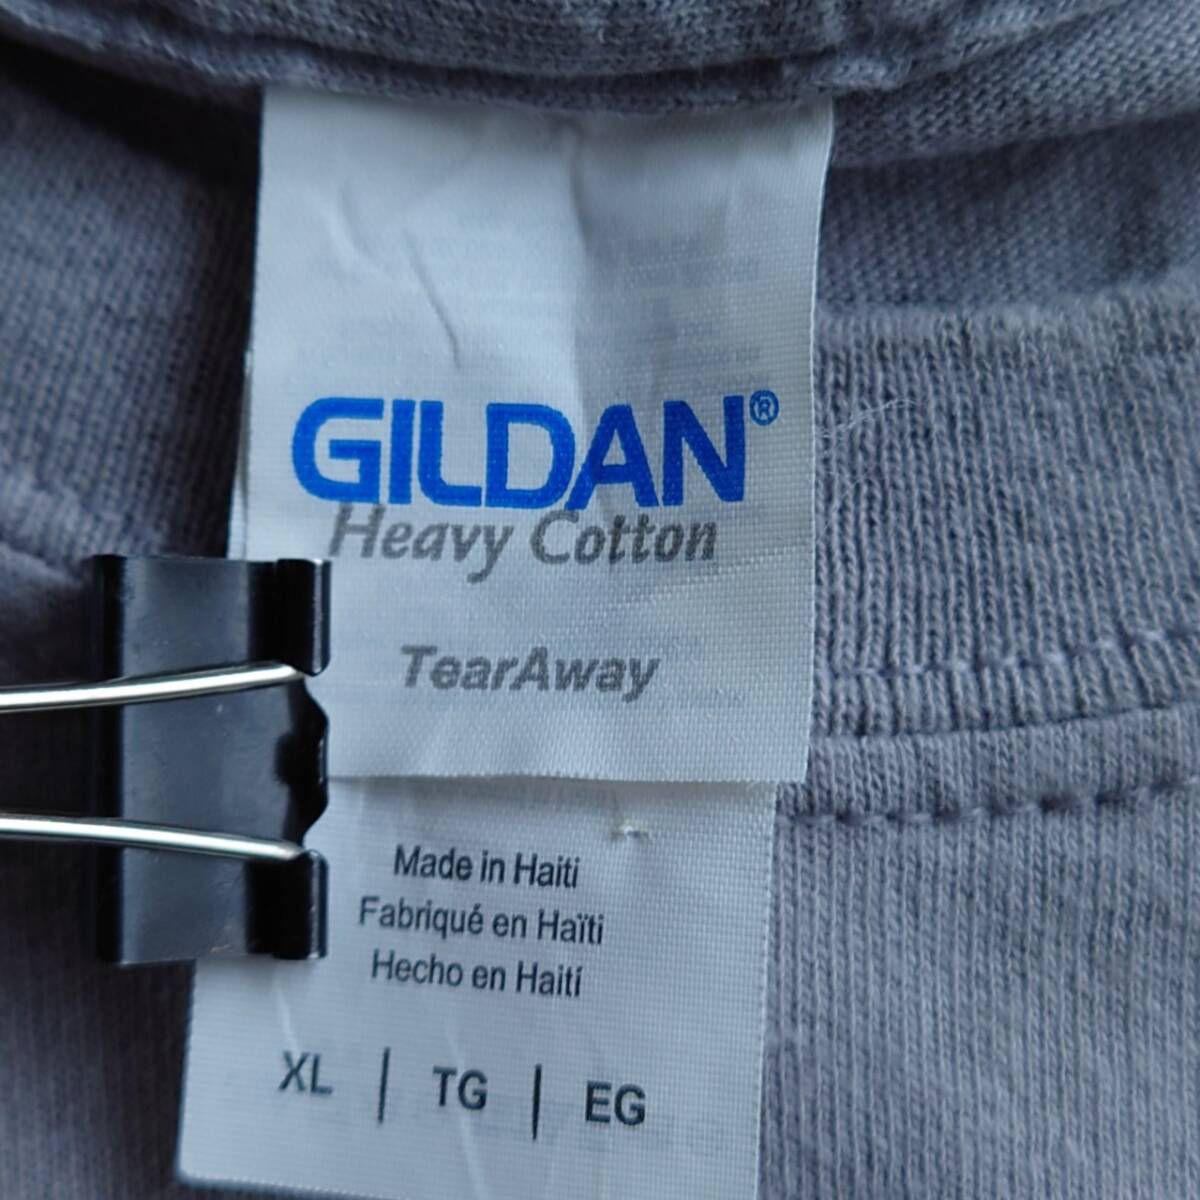 GILDAN®
Heavy Cotton
TearAway
Made in Haiti
Fabriqué en Haïti
Hecho en Haití
XL | TG | EG